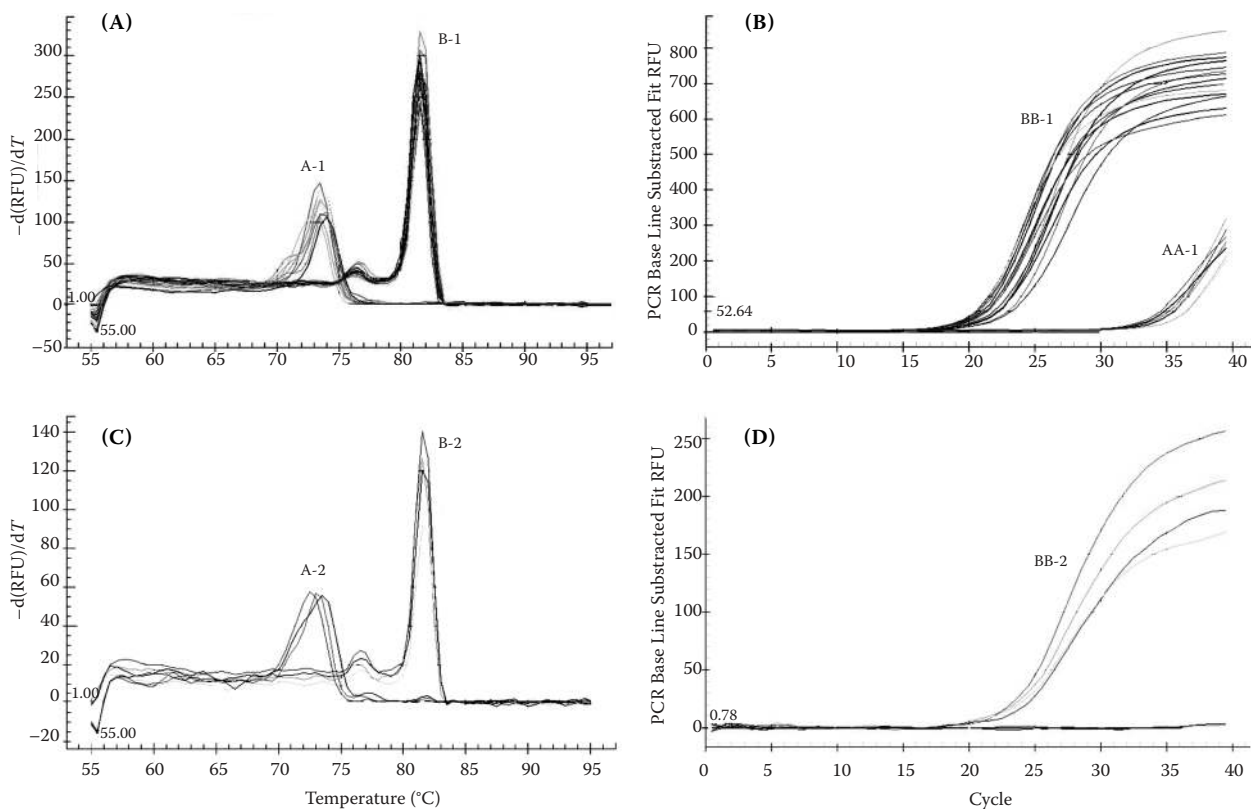 (A)
B-1
A-1
–d(RFU)/dT
300
250
200
150
100
50
0
–50
1.00
55.00
55 60 65 70 75 80 85 90 95
(B)
BB-1
AA-1
PCR Base Line Substracted Fit RFU
800
700
600
500
400
300
200
100
0
52.64
0 5 10 15 20 25 30 35 40
(C)
B-2
A-2
–d(RFU)/dT
140
120
100
80
60
40
20
0
–20
1.00
55.00
55 60 65 70 75 80 85 90 95
Temperature (°C)
(D)
BB-2
PCR Base Line Substracted Fit RFU
250
200
150
100
50
0
0.78
0 5 10 15 20 25 30 35 40
Cycle